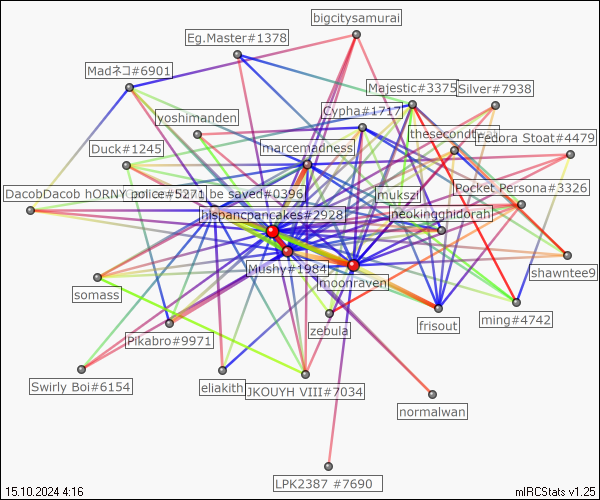 bigcitysamurai
Eg.Master#1378
Madネコ#6901
Majestic#3375
Silver#7938
yoshimanden
Cypha#1717
Duck#1245
marcemadness
Fedora Stoat#4479
DacobDacob hORNY police#5271
be saved#0396
mukszil
Pocket Persona#3326
hispancpancakes#2928
neokingghidorah
Mushy#1984
moonraven
shawntee9
somass
zebula
frisout
ming#4742
Pikabro#9971
Swirly Boi#6154
eliakith
JKOUYH VIII#7034
normalwan
LPK2387 #7690
15.10.2024 4:16
mIRCStats v1.25